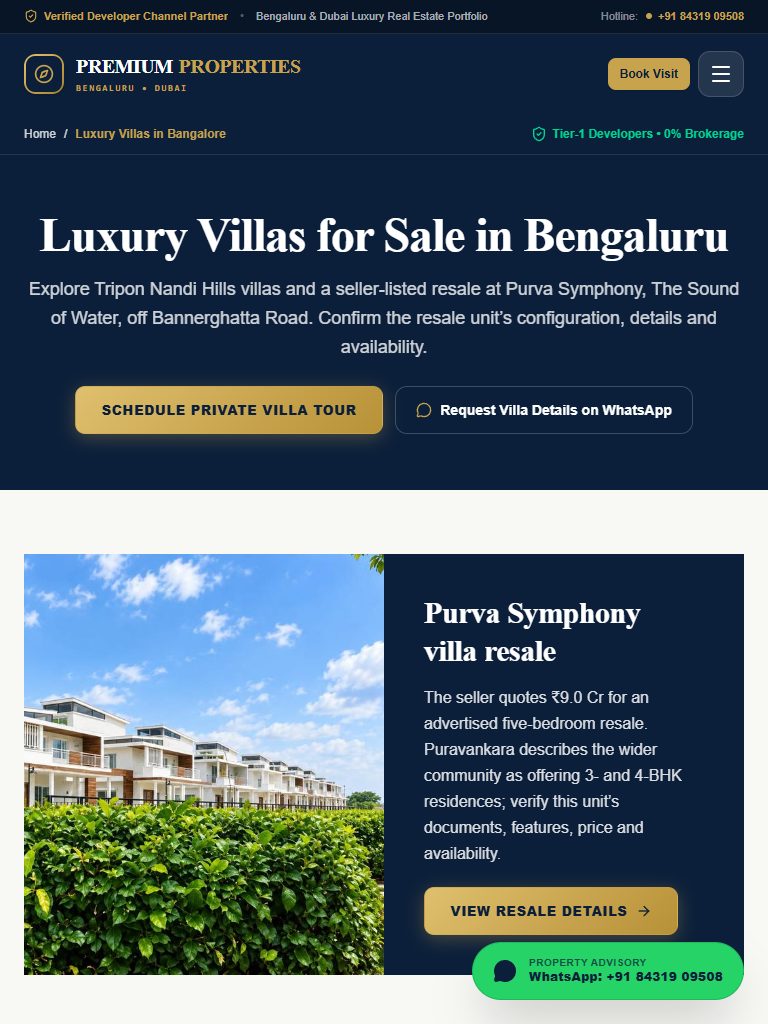 Verified Developer Channel Partner • Bengaluru & Dubai Luxury Real Estate Portfolio Hotline: +91 84319 09508
PREMIUM PROPERTIES
BENGALURU • DUBAI
Book Visit
Home / Luxury Villas in Bangalore
Tier-1 Developers • 0% Brokerage
Luxury Villas for Sale in Bengaluru
Explore Tripon Nandi Hills villas and a seller-listed resale at Purva Symphony, The Sound
of Water, off Bannerghatta Road. Confirm the resale unit's configuration, details and
availability.
SCHEDULE PRIVATE VILLA TOUR
Request Villa Details on WhatsApp
Purva Symphony
villa resale
The seller quotes ₹9.0 Cr for an
advertised five-bedroom resale.
Puravankara describes the wider
community as offering 3- and 4-BHK
residences; verify this unit's
documents, features, price and
availability.
VIEW RESALE DETAILS →
PROPERTY ADVISORY
WhatsApp: +91 84319 09508